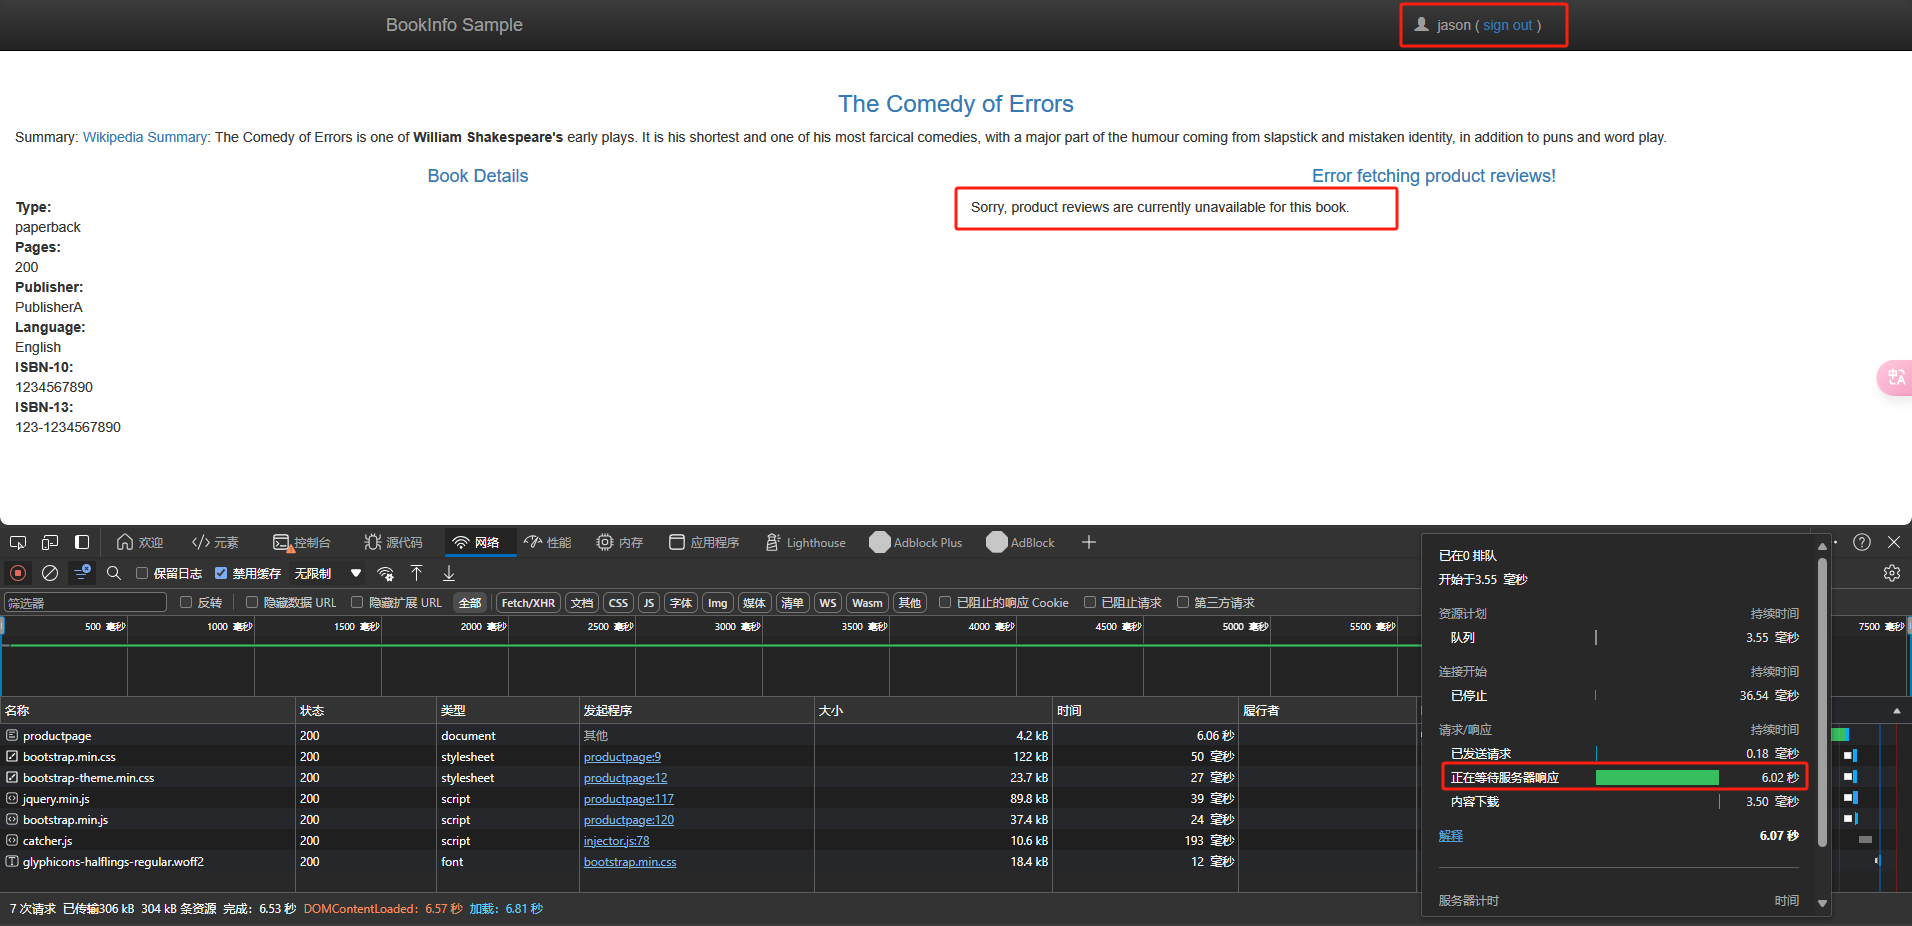 BookInfo Sample
jason ( sign out )
The Comedy of Errors
Summary: Wikipedia Summary: The Comedy of Errors is one of William Shakespeare's early plays. It is his shortest and one of his most farcical comedies, with a major part of the humour coming from slapstick and mistaken identity, in addition to puns and word play.
Book Details
Error fetching product reviews!
Type:
paperback
Pages:
200
Publisher:
PublisherA
Language:
English
ISBN-10:
1234567890
ISBN-13:
123-1234567890
Sorry, product reviews are currently unavailable for this book.
欢迎 元素 控制台 源代码 网络 性能 内存 应用程序 Lighthouse Adblock Plus AdBlock
保留日志 禁用缓存 无限制
筛选器 反转 隐藏数据 URL 隐藏扩展 URL 全部 Fetch/XHR 文档 CSS JS 字体 Img 媒体 清单 WS Wasm 其他 已阻止的响应 Cookie 已阻止请求 第三方请求
500 毫秒 1000 毫秒 1500 毫秒 2000 毫秒 2500 毫秒 3000 毫秒 3500 毫秒 4000 毫秒 4500 毫秒 5000 毫秒 5500 毫秒 7500 毫秒
名称 状态 类型 发起程序 大小 时间 履行者
productpage 200 document 其他 4.2 kB 6.06 秒
bootstrap.min.css 200 stylesheet productpage:9 122 kB 50 毫秒
bootstrap-theme.min.css 200 stylesheet productpage:12 23.7 kB 27 毫秒
jquery.min.js 200 script productpage:117 89.8 kB 39 毫秒
bootstrap.min.js 200 script productpage:120 37.4 kB 24 毫秒
catcher.js 200 script injector.js:78 10.6 kB 193 毫秒
glyphicons-halflings-regular.woff2 200 font bootstrap.min.css 18.4 kB 12 毫秒
7 次请求 已传输306 kB 304 kB 条资源 完成：6.53 秒 DOMContentLoaded：6.57 秒 加载：6.81 秒
已在0 排队
开始于3.55 毫秒
资源计划 持续时间
队列 3.55 毫秒
连接开始 持续时间
已停止 36.54 毫秒
请求/响应 持续时间
已发送请求 0.18 毫秒
正在等待服务器响应 6.02 秒
内容下载 3.50 毫秒
解释 6.07 秒
服务器计时 时间